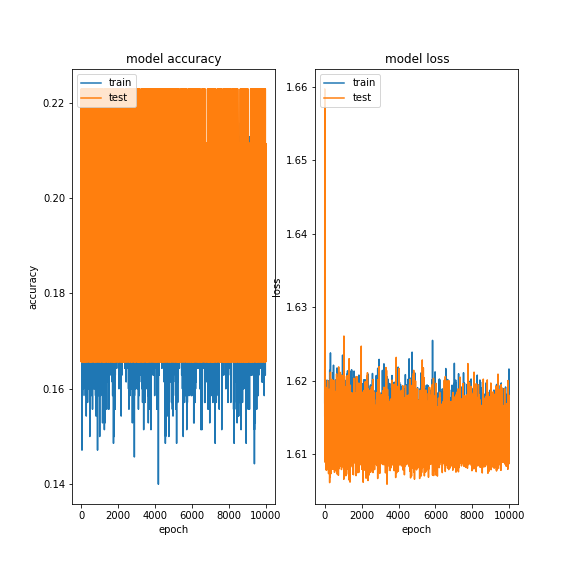 model accuracy
train
test
0.22
0.20
0.18
0.16
0.14
accuracy
0
2000
4000
6000
8000
10000
epoch
model loss
train
test
1.66
1.65
1.64
1.63
1.62
1.61
loss
0
2000
4000
6000
8000
10000
epoch